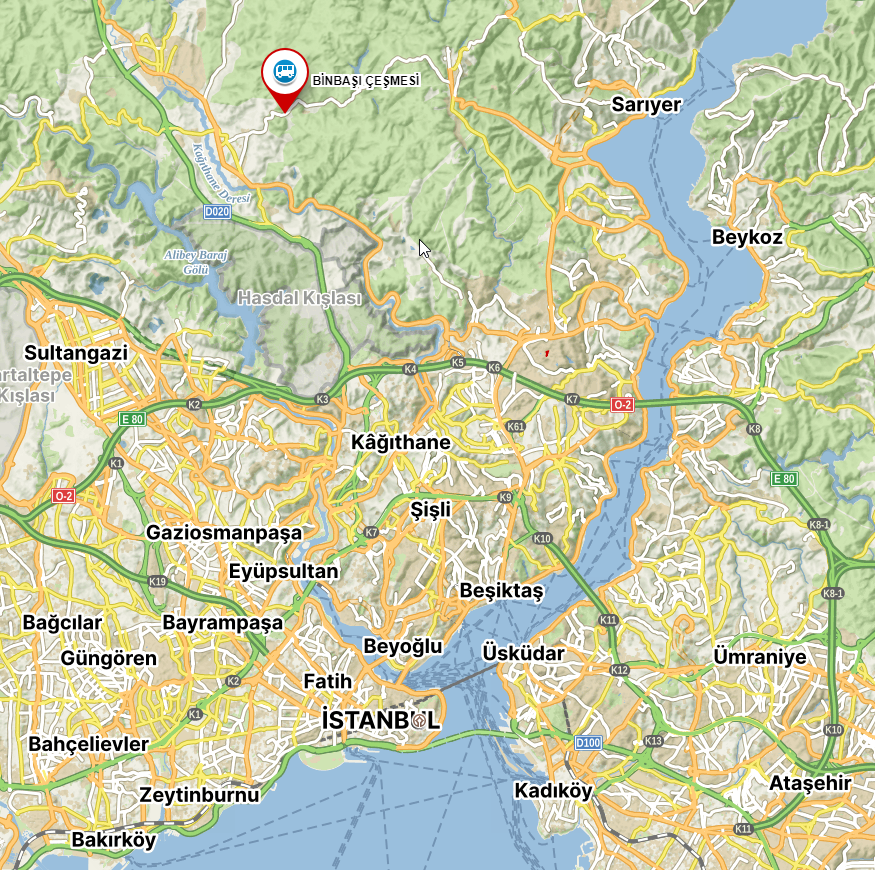 BİNBAŞI ÇEŞMESİ
Sarıyer
Kağıthane Deresi
D020
Beykoz
Alibey Baraj
Gölü
Hasdal Kışlası
Sultangazi
artaltepe
Kışlası
K4
K5
K6
K2
K3
K7
O-2
E 80
K61
K8
Kâğıthane
K1
E 80
O-2
K9
Şişli
K8-1
Gaziosmanpaşa
K7
K10
Eyüpsultan
K19
Beşiktaş
K8-1
Bağcılar
Bayrampaşa
K11
Beyoğlu
Üsküdar
Güngören
Ümraniye
K12
K2
Fatih
K1
İSTANBUL
K10
Bahçelievler
D100
K13
Ataşehir
Zeytinburnu
Kadıköy
K11
Bakırköy